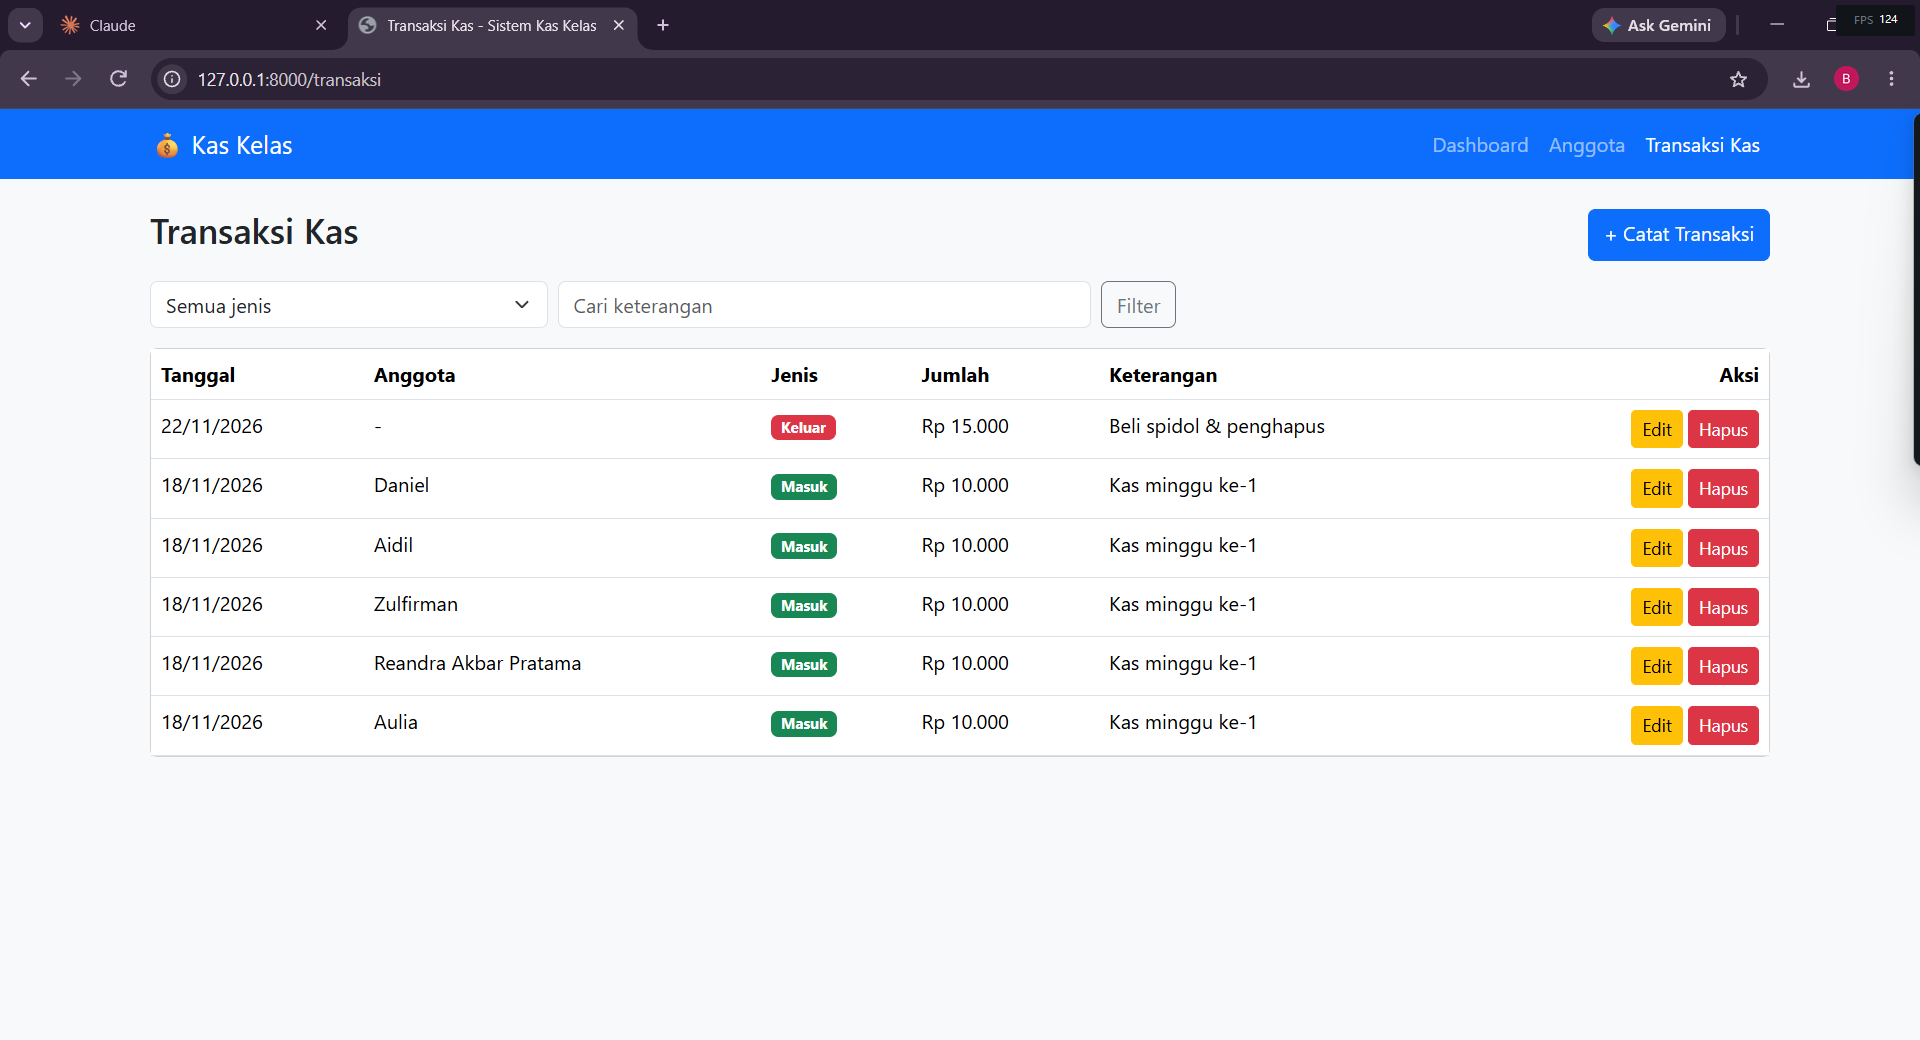 Claude
Transaksi Kas - Sistem Kas Kelas
Ask Gemini
FPS 124
127.0.0.1:8000/transaksi
B
Kas Kelas
Dashboard Anggota Transaksi Kas
Transaksi Kas
+ Catat Transaksi
Semua jenis
Cari keterangan
Filter
Tanggal Anggota Jenis Jumlah Keterangan Aksi
22/11/2026 - Keluar Rp 15.000 Beli spidol & penghapus Edit Hapus
18/11/2026 Daniel Masuk Rp 10.000 Kas minggu ke-1 Edit Hapus
18/11/2026 Aidil Masuk Rp 10.000 Kas minggu ke-1 Edit Hapus
18/11/2026 Zulfirman Masuk Rp 10.000 Kas minggu ke-1 Edit Hapus
18/11/2026 Reandra Akbar Pratama Masuk Rp 10.000 Kas minggu ke-1 Edit Hapus
18/11/2026 Aulia Masuk Rp 10.000 Kas minggu ke-1 Edit Hapus